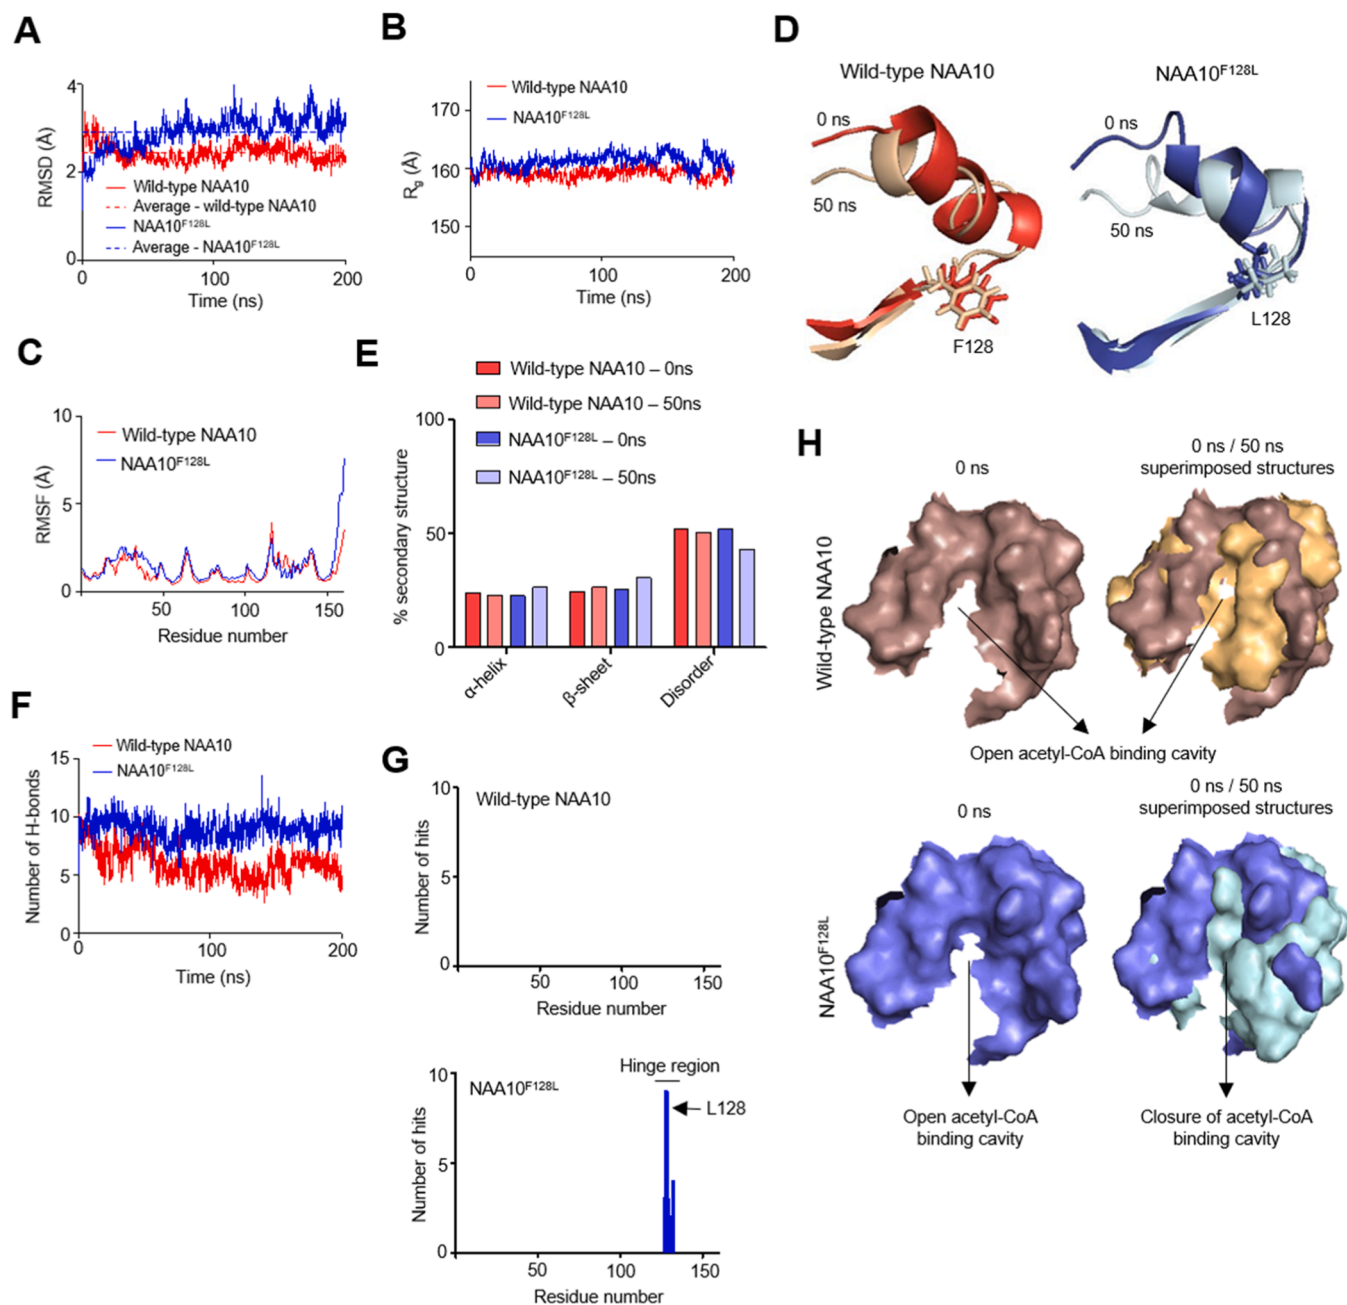 A
RMSD (Å)
4
2
0
Wild-type NAA10
Average - wild-type NAA10
NAA10F128L
Average - NAA10F128L
0
100
200
Time (ns)
B
Rg (Å)
170
160
150
Wild-type NAA10
NAA10F128L
0
100
200
Time (ns)
D
Wild-type NAA10
NAA10F128L
0 ns
50 ns
F128
0 ns
50 ns
L128
C
RMSF (Å)
10
5
0
Wild-type NAA10
NAA10F128L
50
100
150
Residue number
E
Wild-type NAA10 – 0ns
Wild-type NAA10 – 50ns
NAA10F128L – 0ns
NAA10F128L – 50ns
% secondary structure
100
50
0
α-helix
β-sheet
Disorder
F
Wild-type NAA10
NAA10F128L
Number of H-bonds
15
10
5
0
0
100
200
Time (ns)
G
Wild-type NAA10
Number of hits
10
5
0
50
100
150
Residue number
NAA10F128L
Hinge region
L128
Number of hits
10
5
0
50
100
150
Residue number
H
0 ns
0 ns / 50 ns
superimposed structures
Wild-type NAA10
Open acetyl-CoA binding cavity
0 ns
0 ns / 50 ns
superimposed structures
NAA10F128L
Open acetyl-CoA
binding cavity
Closure of acetyl-CoA
binding cavity